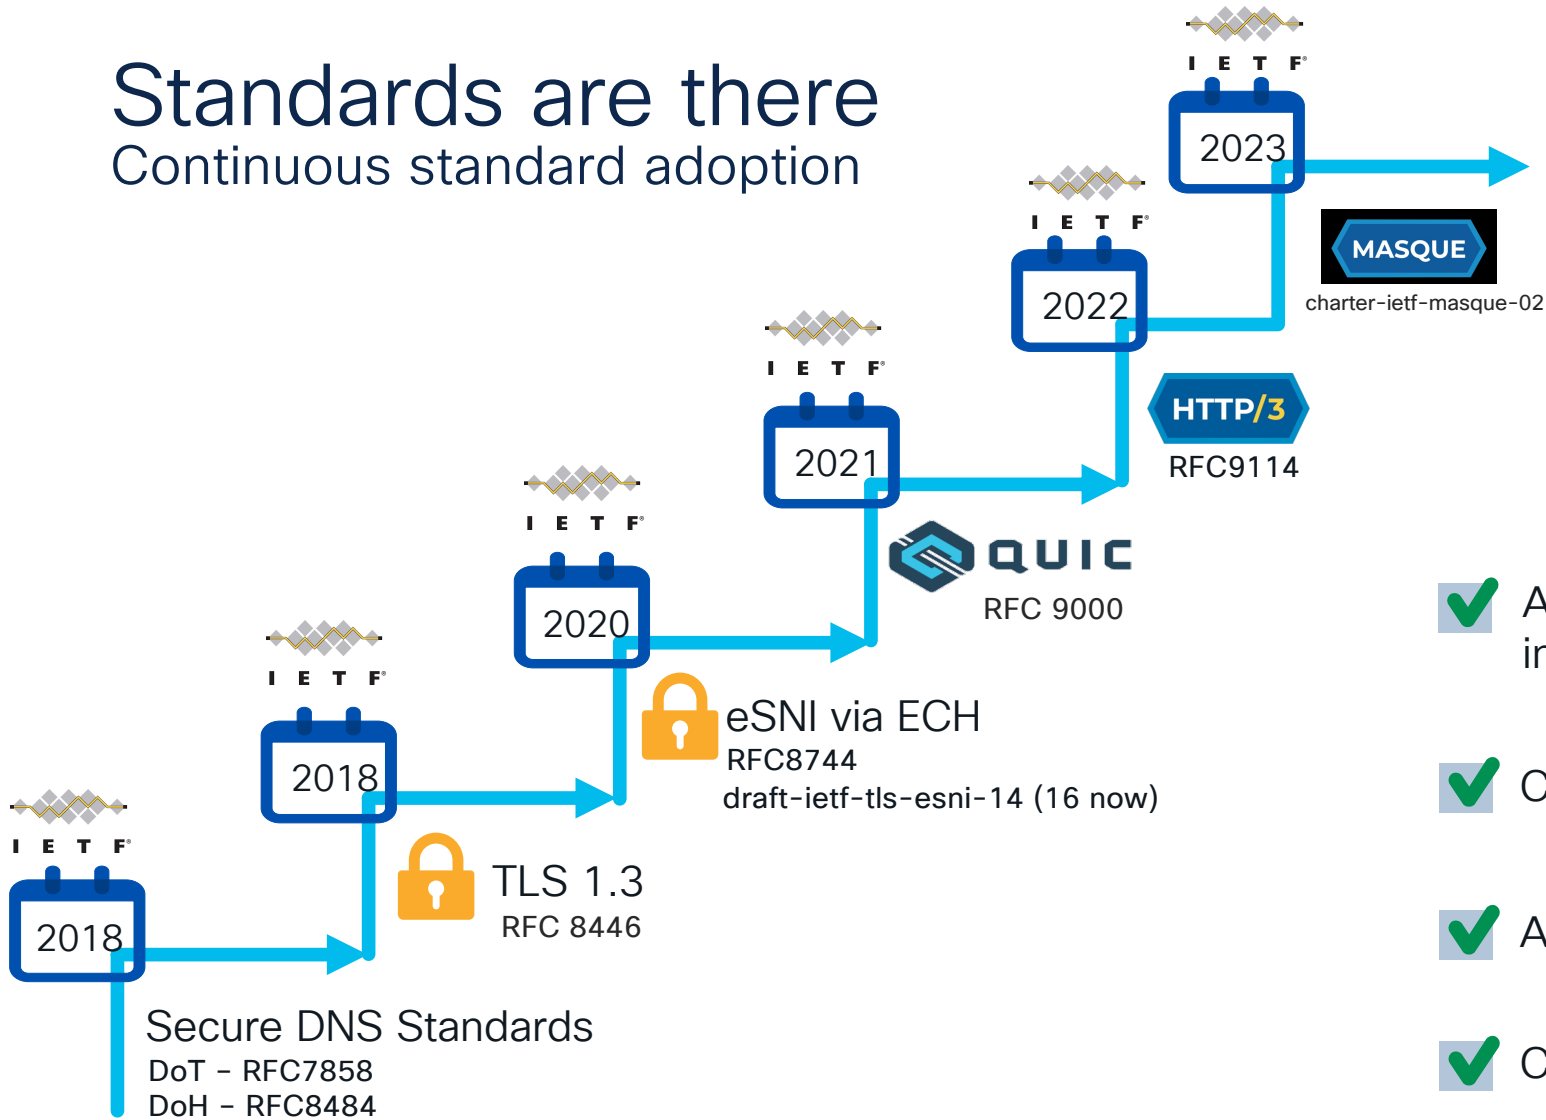 Standards are there
Continuous standard adoption
I E T F®
2023
MASQUE
charter-ietf-masque-02
I E T F®
2022
HTTP/3
RFC9114
I E T F®
2021
QUIC
RFC 9000
I E T F®
2020
eSNI via ECH
RFC8744
draft-ietf-tls-esni-14 (16 now)
I E T F®
2018
TLS 1.3
RFC 8446
I E T F®
2018
Secure DNS Standards
DoT - RFC7858
DoH - RFC8484